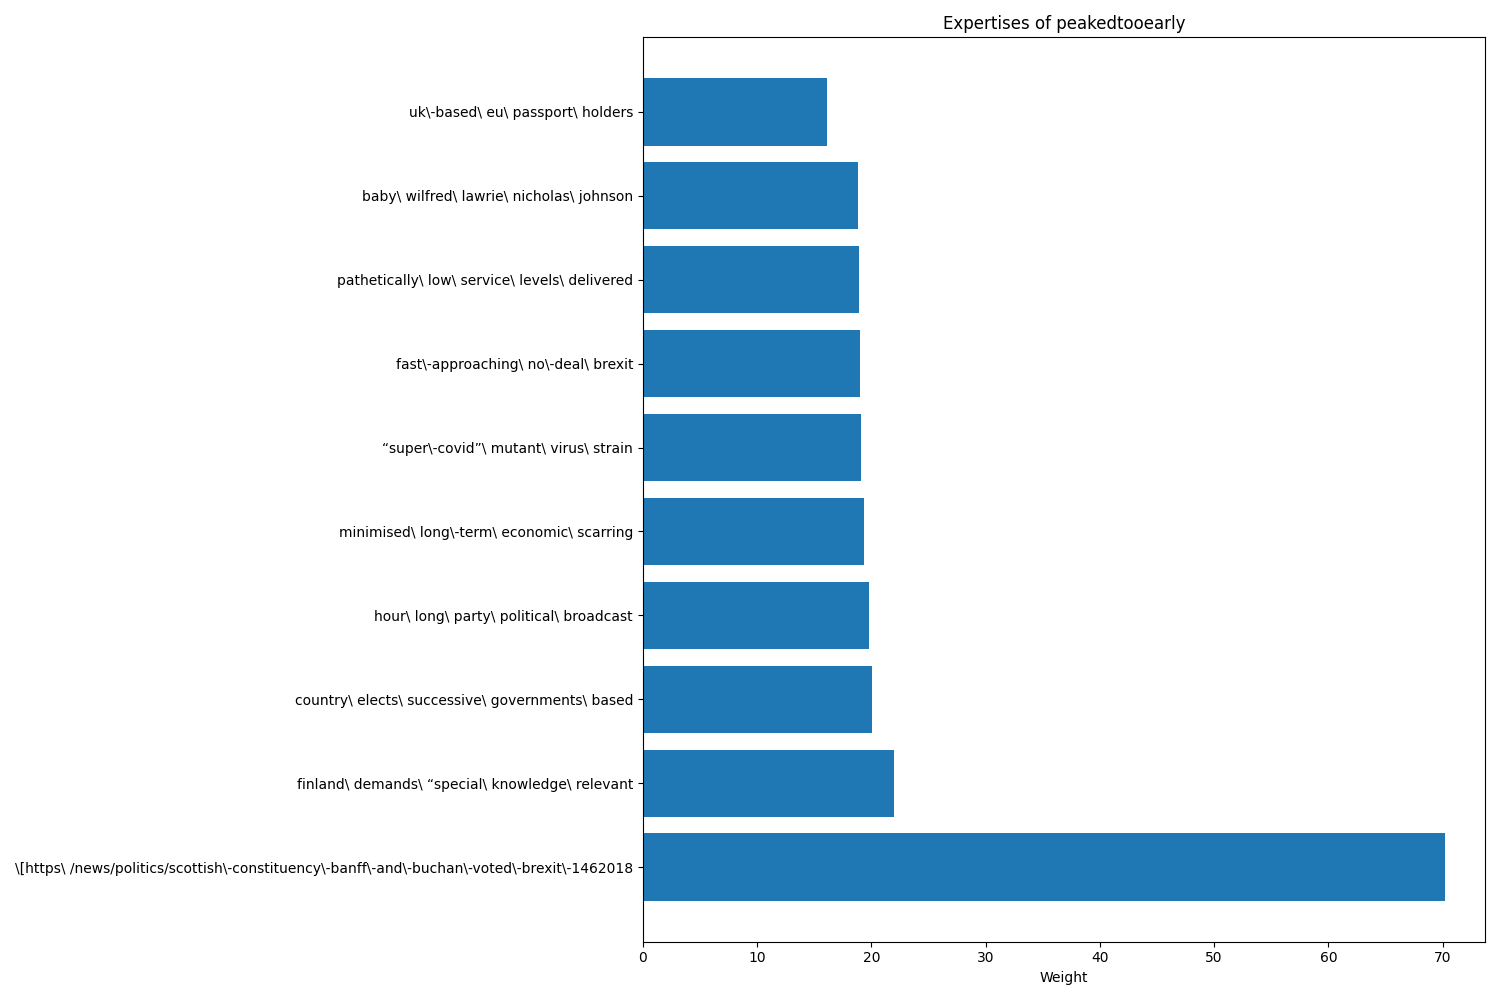 Expertises of peakedtooearly
uk\-based\ eu\ passport\ holders
baby\ wilfred\ lawrie\ nicholas\ johnson
pathetically\ low\ service\ levels\ delivered
fast\-approaching\ no\-deal\ brexit
“super\-covid”\ mutant\ virus\ strain
minimised\ long\-term\ economic\ scarring
hour\ long\ party\ political\ broadcast
country\ elects\ successive\ governments\ based
finland\ demands\ “special\ knowledge\ relevant
\[https\ /news/politics/scottish\-constituency\-banff\-and\-buchan\-voted\-brexit\-1462018
0 10 20 30 40 50 60 70
Weight